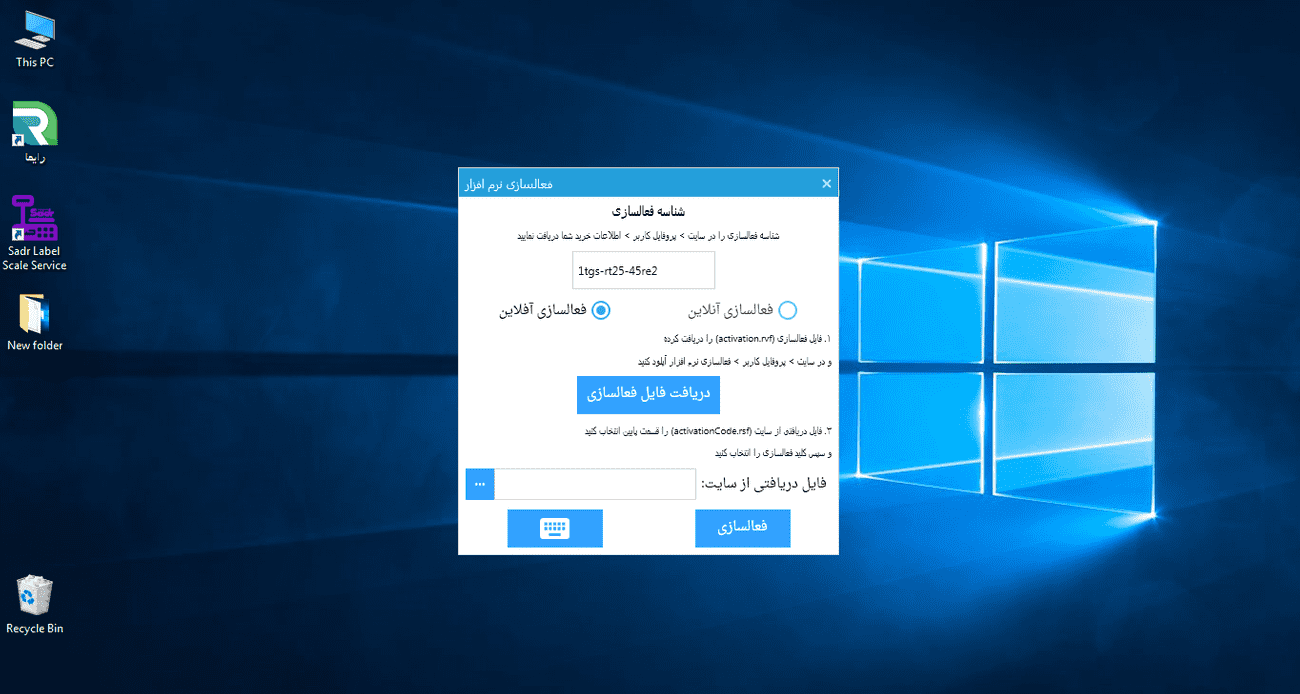 This PC
رایما
Sadr
Sadr Label
Scale Service
New folder
Recycle Bin
فعالسازی نرم افزار
شناسه فعالسازی
شناسه فعالسازی را در سایت > پروفایل کاربر > اطلاعات خرید شما دریافت نمایید
1tgs-rt25-45re2
فعالسازی آنلاین
فعالسازی آفلاین
۱. فایل فعالسازی (activation.rvf) را دریافت کرده
و در سایت > پروفایل کاربر > فعالسازی نرم افزار آپلود کنید
دریافت فایل فعالسازی
۲. فایل دریافتی از سایت (activationCode.rsf) را قسمت پایین انتخاب کنید
و سپس کلید فعالسازی را انتخاب کنید
فایل دریافتی از سایت:
...
فعالسازی